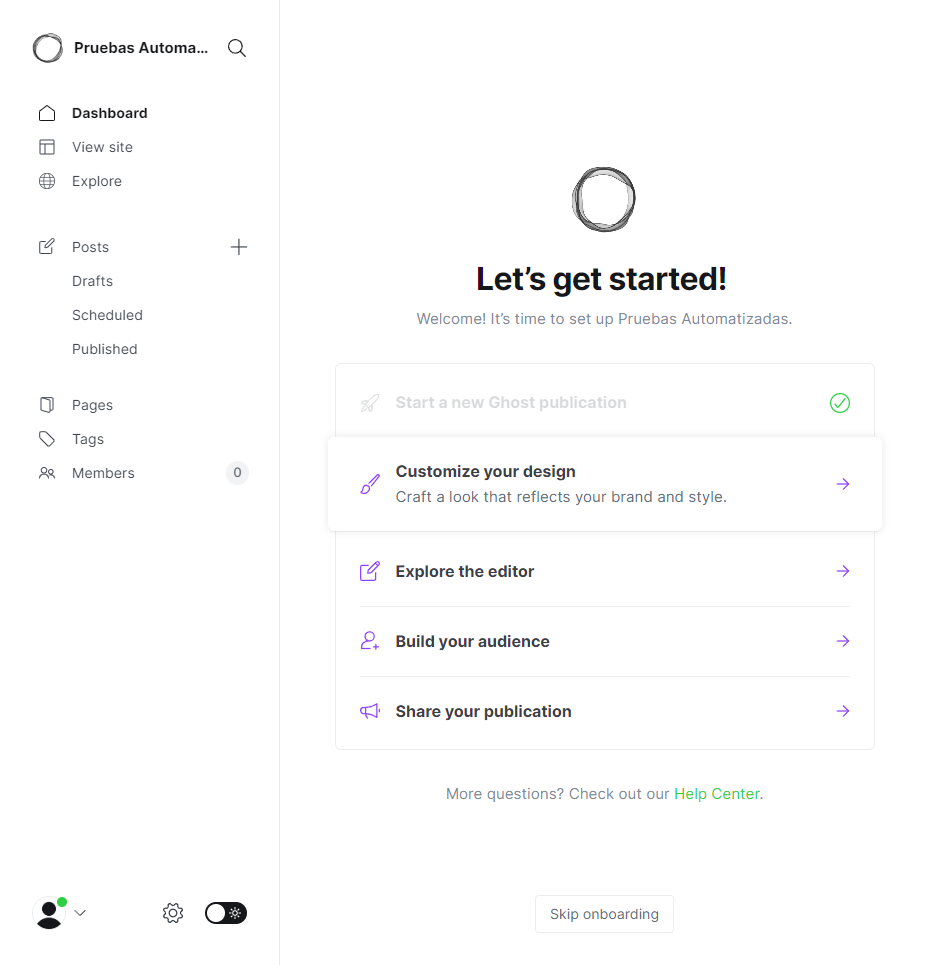 Pruebas Automa...
Dashboard
View site
Explore
Posts
Drafts
Scheduled
Published
Pages
Tags
Members
0
Let’s get started!
Welcome! It’s time to set up Pruebas Automatizadas.
Start a new Ghost publication
Customize your design
Craft a look that reflects your brand and style.
Explore the editor
Build your audience
Share your publication
More questions? Check out our Help Center.
Skip onboarding